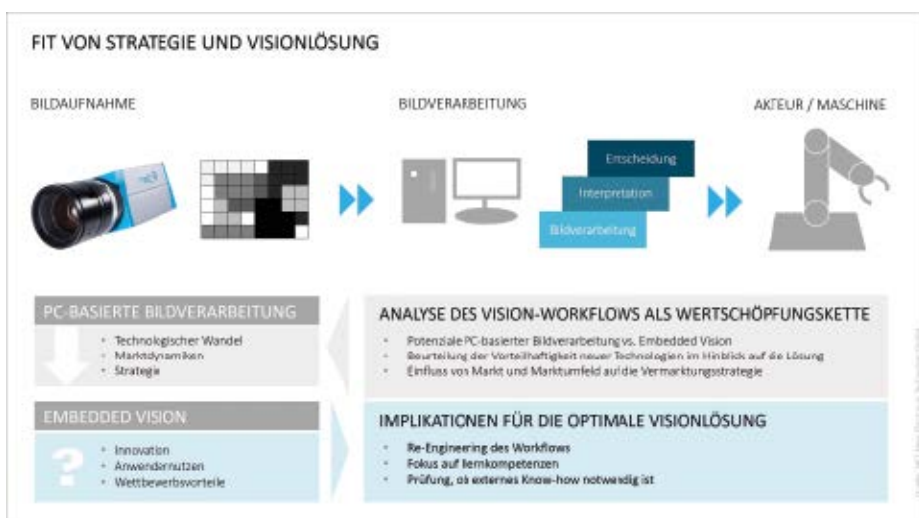 FIT VON STRATEGIE UND VISIONLÖSUNG
BILDAUFNAHME
BILDVERARBEITUNG
AKTEUR / MASCHINE
Entscheidung
Interpretation
Bildverarbeitung
PC-BASIERTE BILDVERARBEITUNG
Technologischer Wandel
Marktdynamiken
Strategie
ANALYSE DES VISION-WORKFLOWS ALS WERTSCHÖPFUNGSKETTE
Potenziale PC-basierter Bildverarbeitung vs. Embedded Vision
Beurteilung der Vorteilhaftigkeit neuer Technologien im Hinblick auf die Lösung
Einfluss von Markt und Marktumfeld auf die Vermarktungsstrategie
EMBEDDED VISION
?
Innovation
Anwendernutzen
Wettbewerbsvorteile
IMPLIKATIONEN FÜR DIE OPTIMALE VISIONLÖSUNG
Re-Engineering des Workflows
Fokus auf Kernkompetenzen
Prüfung, ob externes Know-how notwendig ist